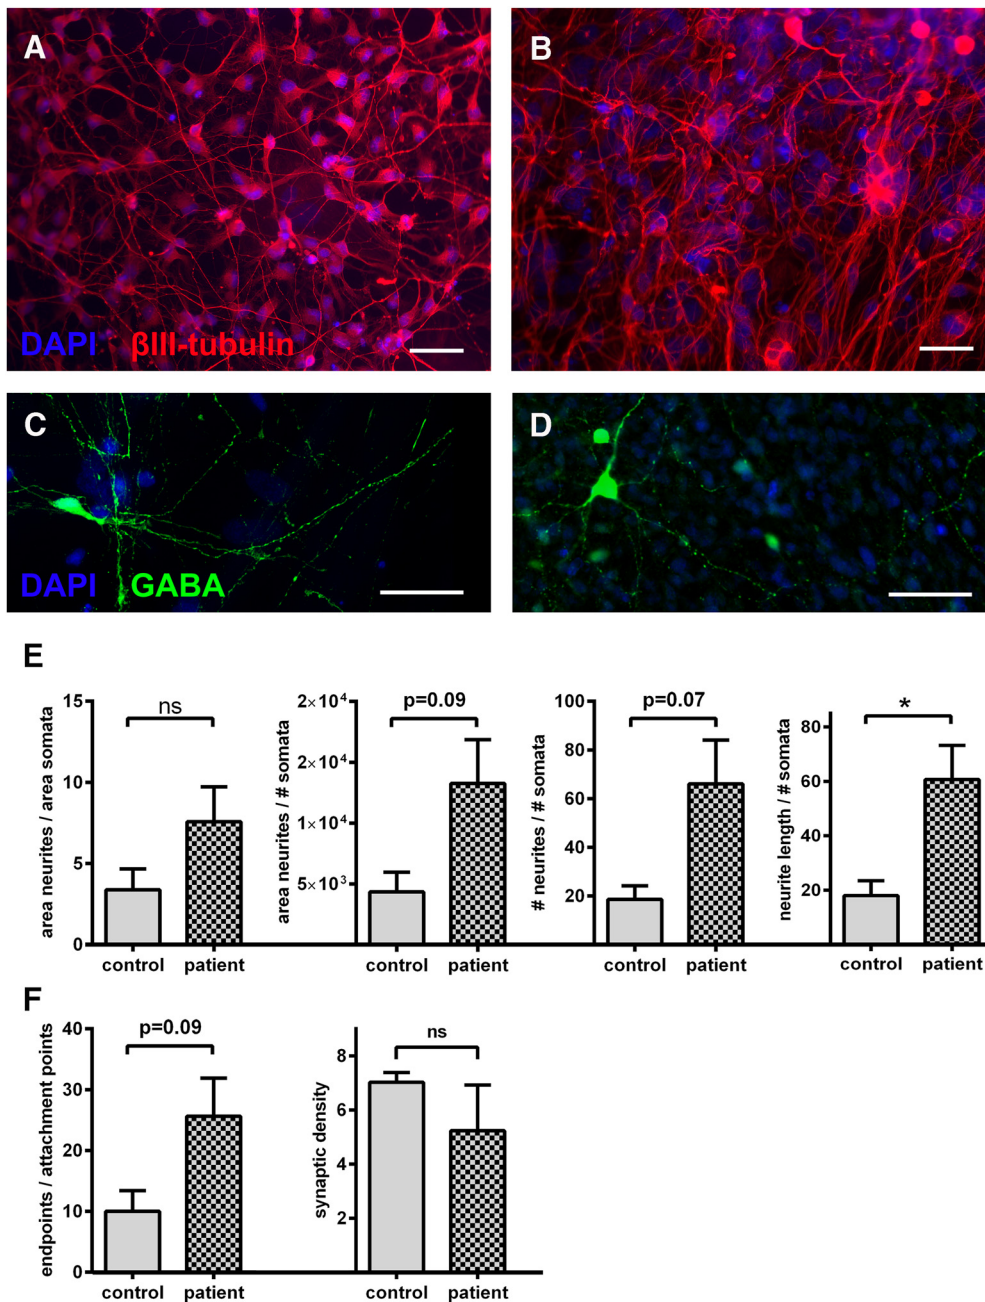 A
B
DAPI βIII-tubulin
C
D
DAPI GABA
E
area neurites / area somata
15
10
5
0
ns
control patient
area neurites / # somata
2×10⁴
2×10⁴
1×10⁴
5×10³
p=0.09
control patient
# neurites / # somata
100
80
60
40
20
p=0.07
control patient
neurite length / # somata
80
60
40
20
*
control patient
F
endpoints / attachment points
40
30
20
10
0
p=0.09
control patient
synaptic density
8
6
4
2
ns
control patient